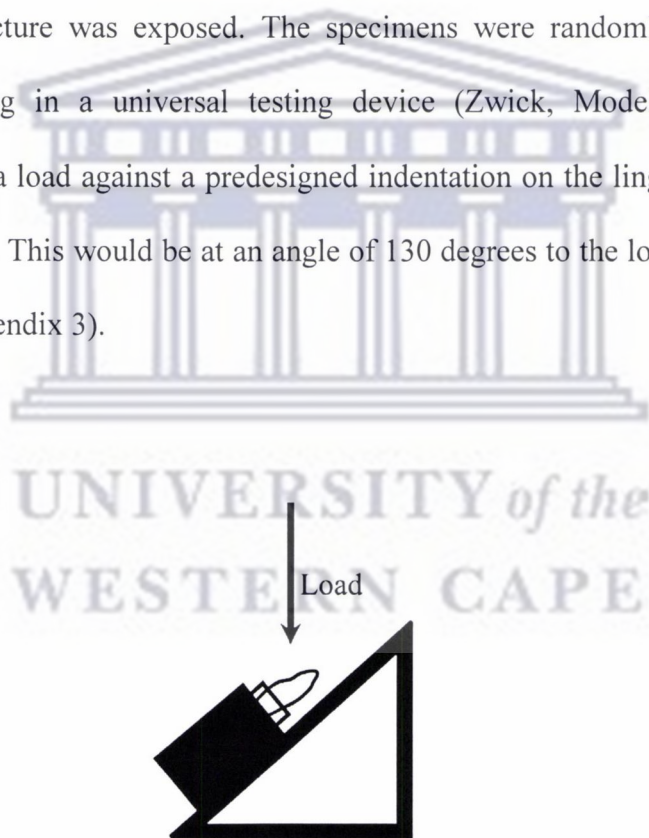 cture was exposed. The specimens were random
g in a universal testing device (Zwick, Mode
a load against a predesigned indentation on the ling
This would be at an angle of 130 degrees to the lo
endix 3).
UNIVERSITY of the
Load
WESTERN CAPE